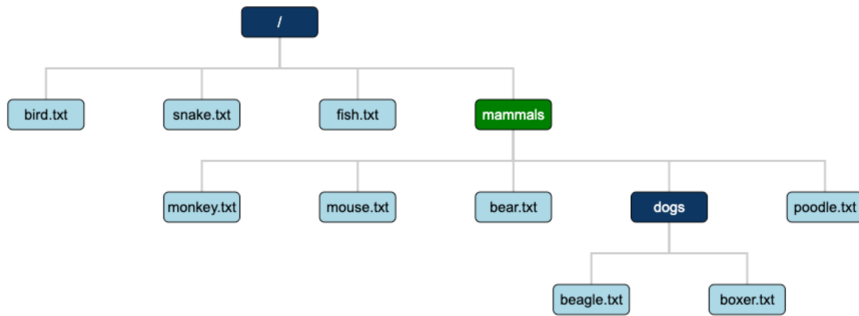 /
bird.txt snake.txt fish.txt mammals
monkey.txt mouse.txt bear.txt dogs poodle.txt
beagle.txt boxer.txt